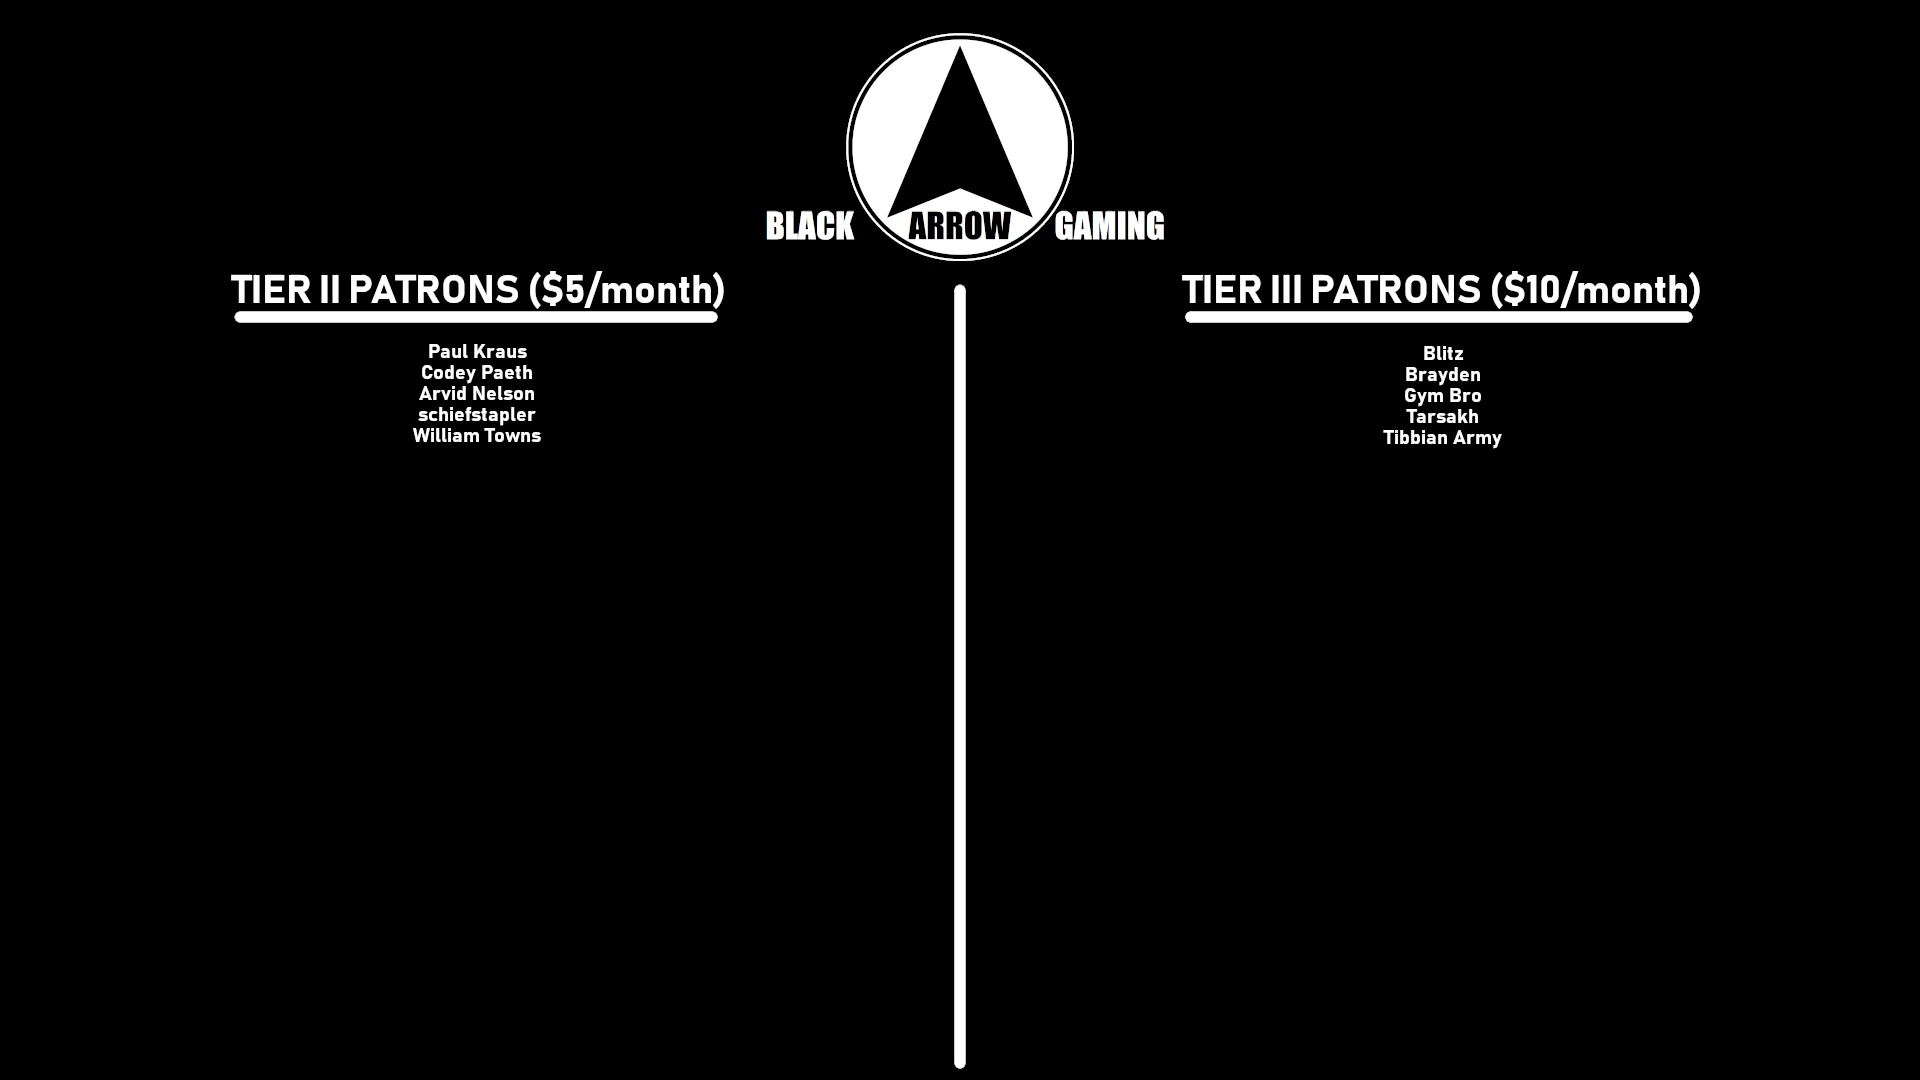 BLACK ARROW GAMING
TIER II PATRONS ($5/month)
Paul Kraus
Codey Paeth
Arvid Nelson
schiefstapler
William Towns
TIER III PATRONS ($10/month)
Blitz
Brayden
Gym Bro
Tarsakh
Tibbian Army